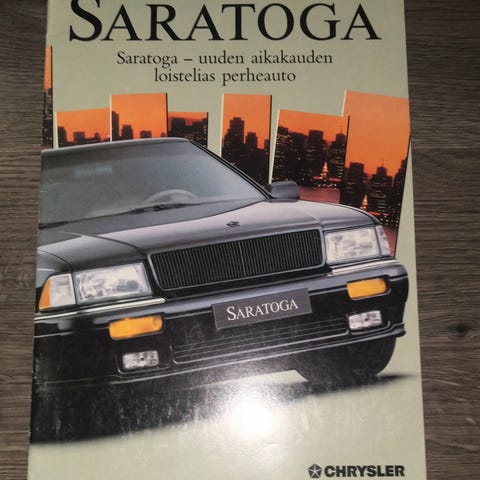 SARATOGA
Saratoga – uuden aikakauden
loistelias perheauto
SARATOGA
CHRYSLER